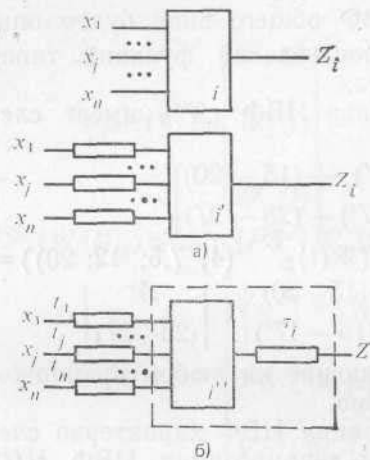 x₁
xⱼ
xₙ
i
Zᵢ
x₁
xⱼ
xₙ
i'
Zᵢ
а)
x₁
t₁
xⱼ
tⱼ
xₙ
tₙ
i''
τᵢ
Z
б)